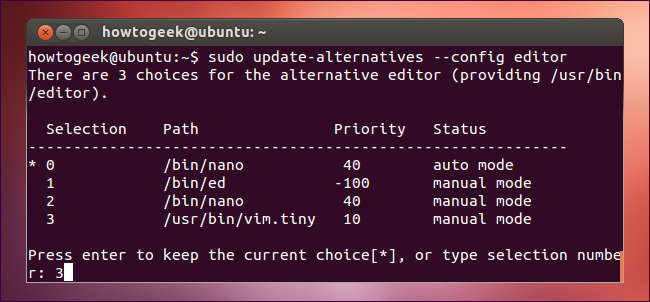 howtogeek@ubuntu: ~
howtogeek@ubuntu:~$ sudo update-alternatives --config editor
There are 3 choices for the alternative editor (providing /usr/bin
/editor).
  Selection    Path                Priority   Status
------------------------------------------------------------
* 0            /bin/nano            40        auto mode
  1            /bin/ed             -100       manual mode
  2            /bin/nano            40        manual mode
  3            /usr/bin/vim.tiny    10        manual mode
Press enter to keep the current choice[*], or type selection numbe
r: 3